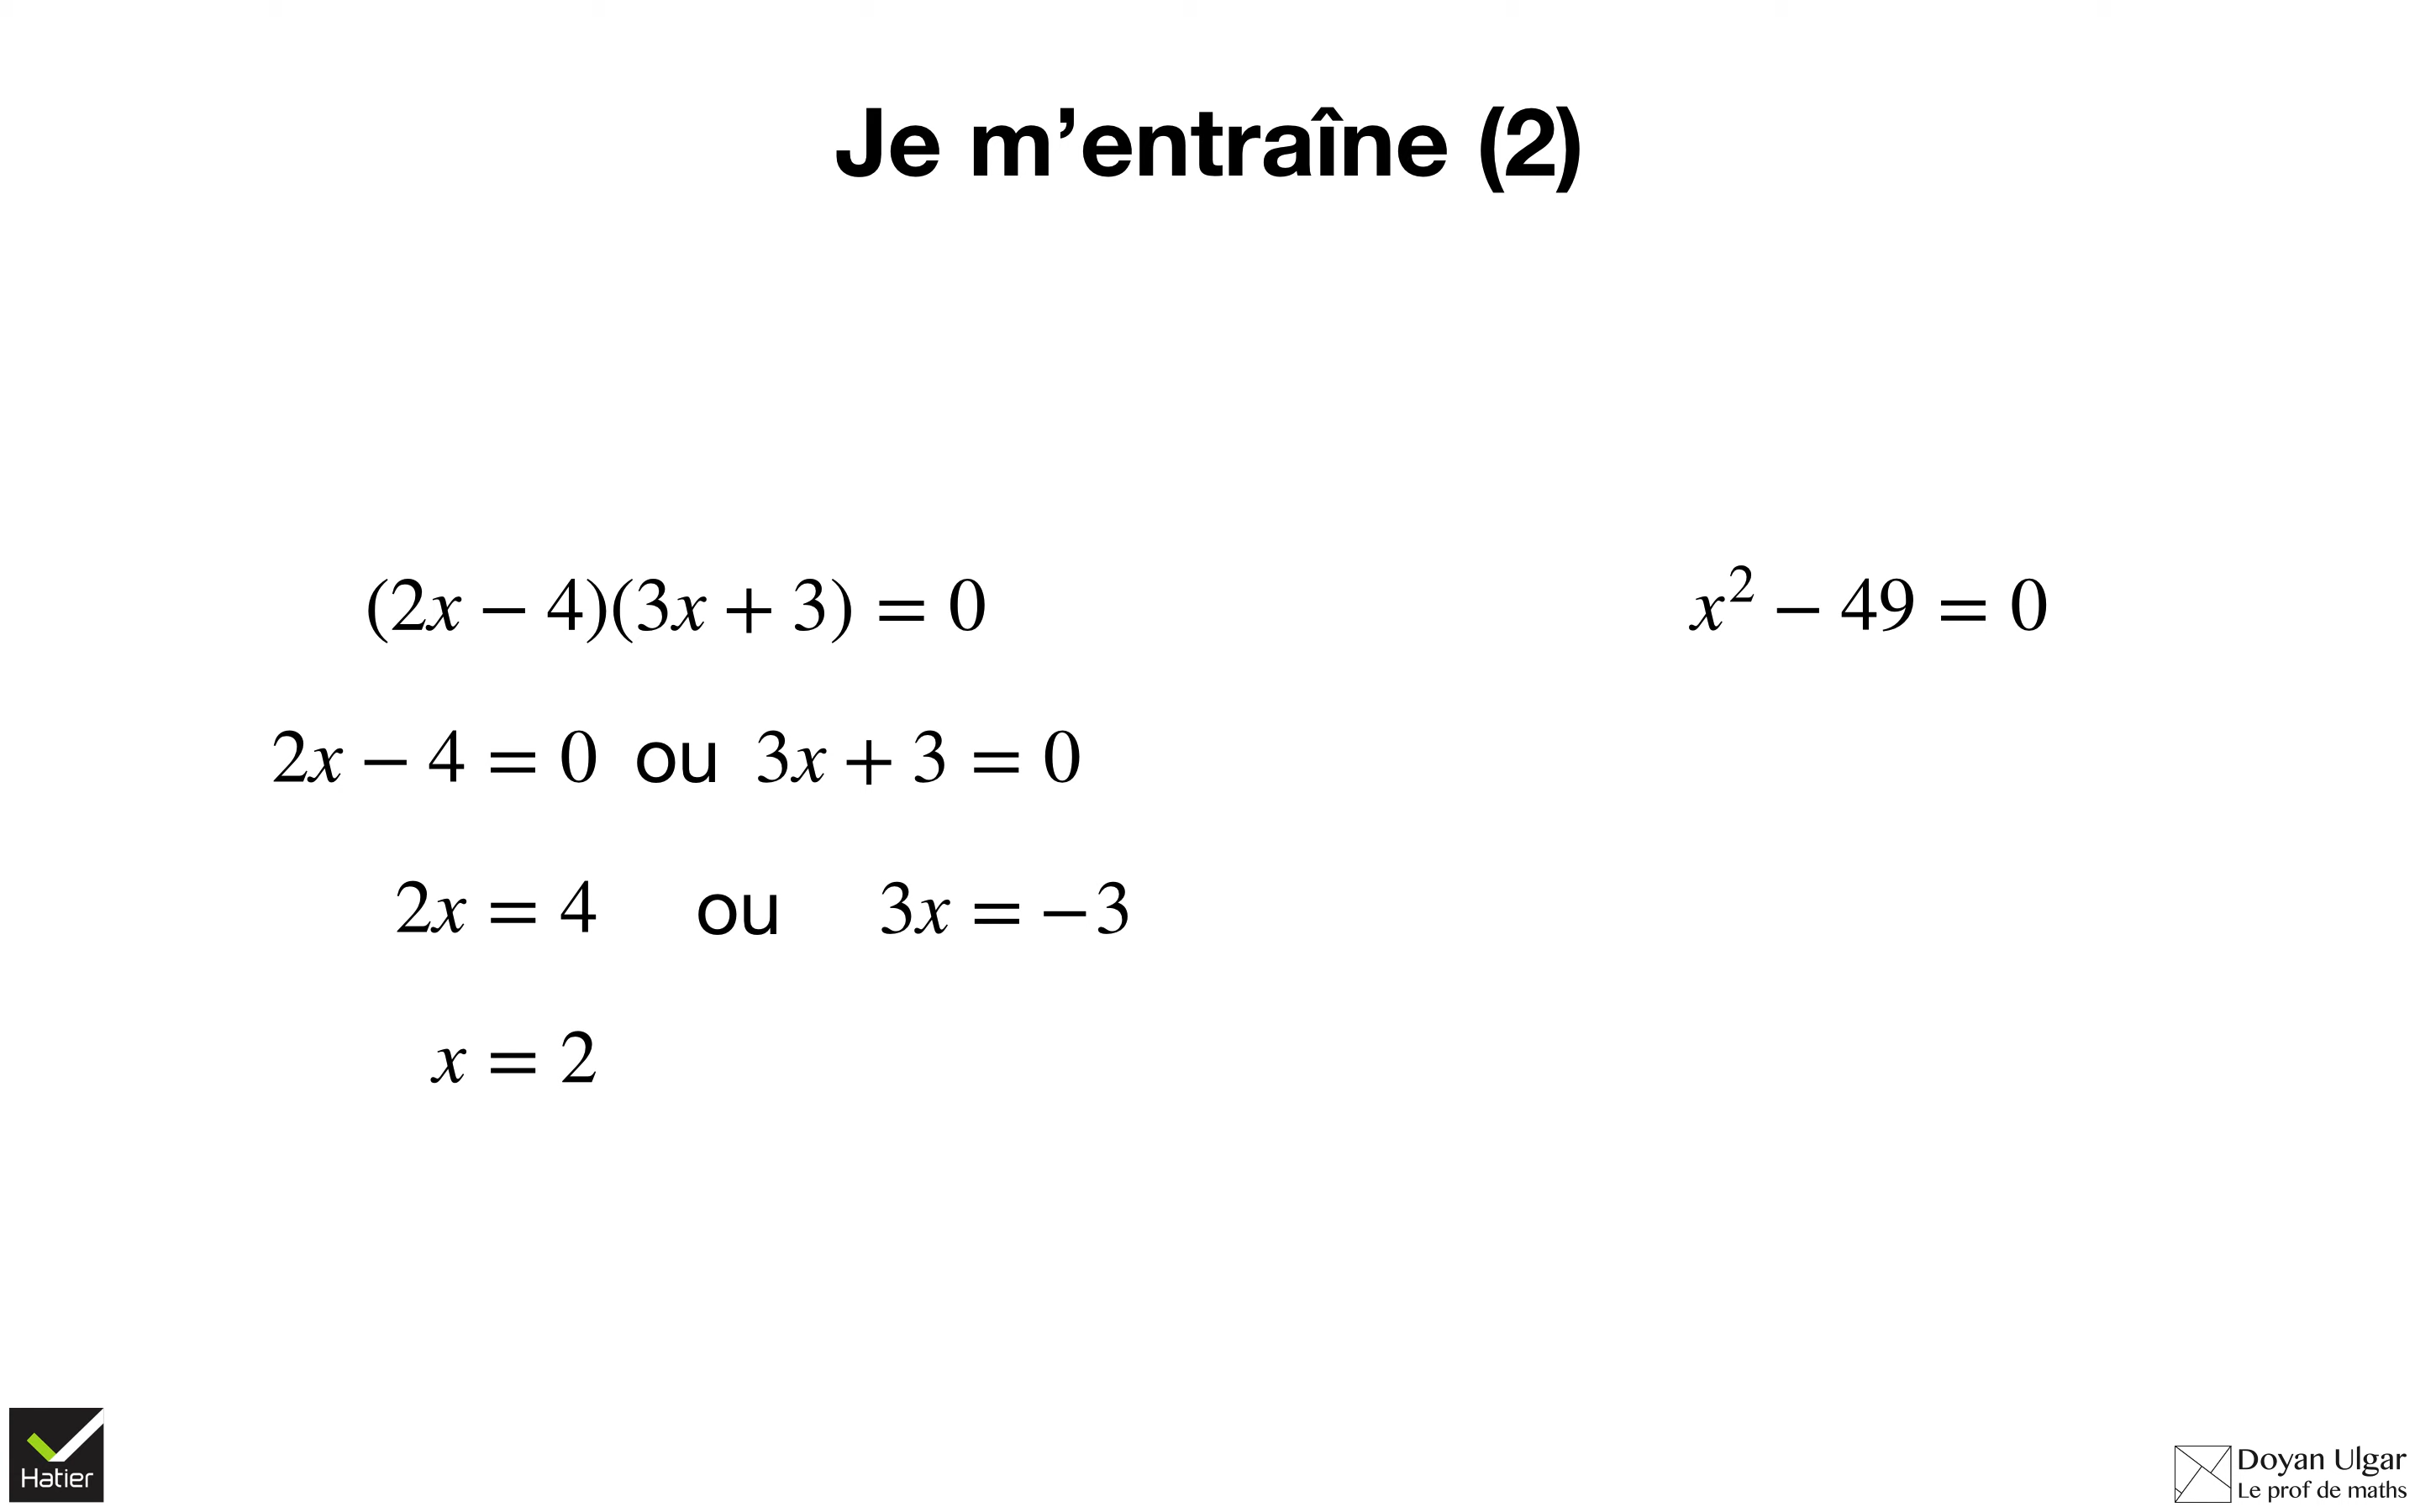 Je m’entraîne (2)
(2x − 4)(3x + 3) = 0
x² − 49 = 0
2x − 4 = 0 ou 3x + 3 = 0
2x = 4 ou 3x = −3
x = 2
Hatier
Doyan Ulgar
Le prof de maths